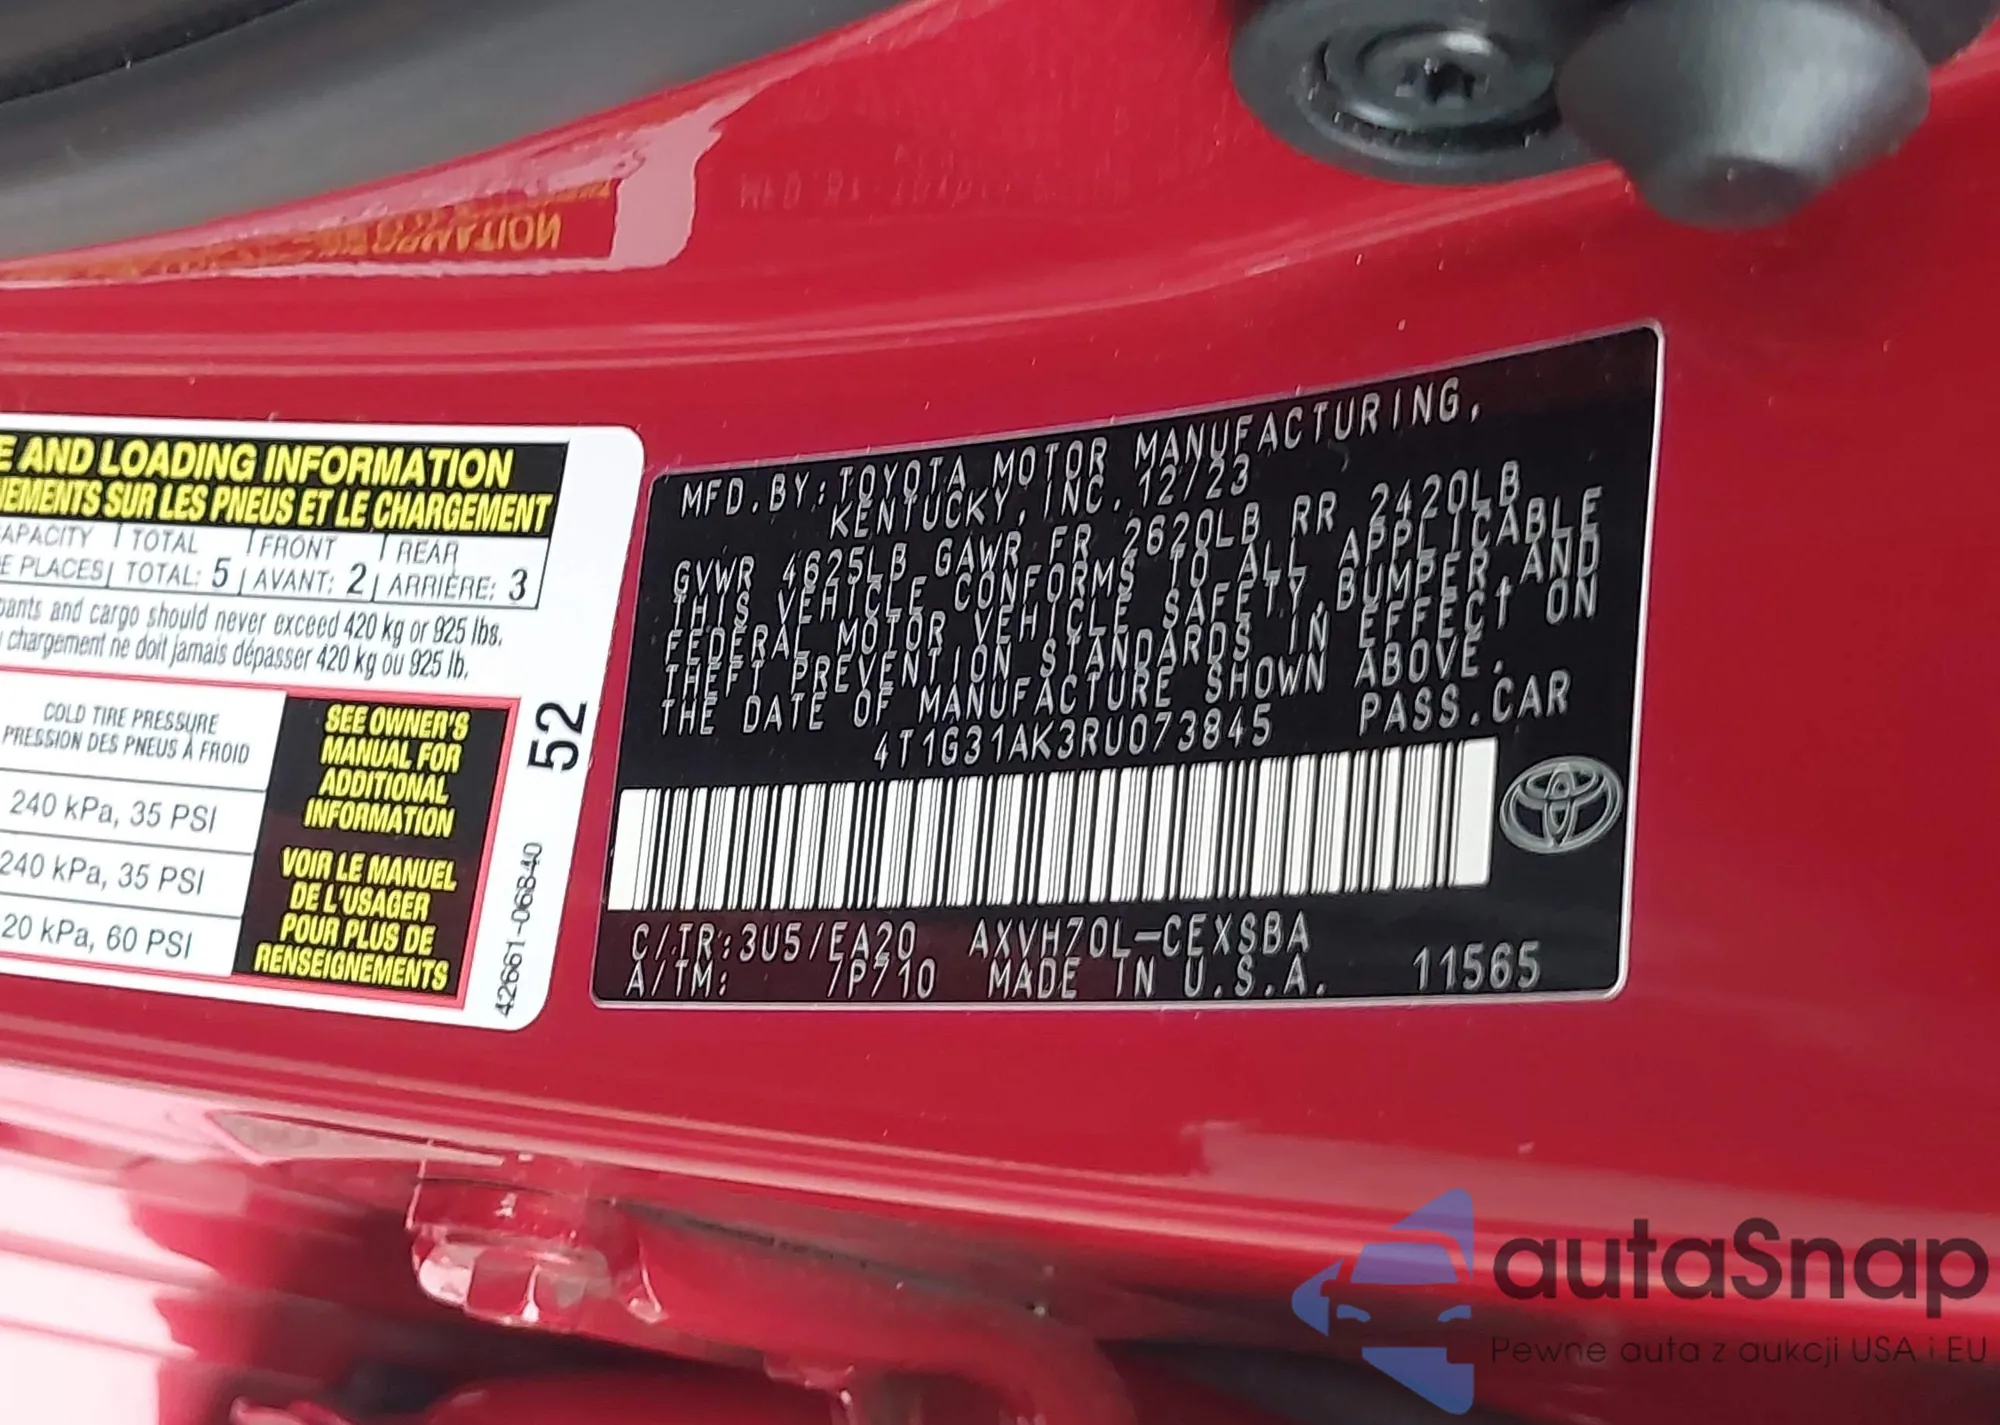 E AND LOADING INFORMATION
NEMENTS SUR LES PNEUS ET LE CHARGEMENT
APACITY TOTAL FRONT REAR
E PLACES TOTAL: 5 AVANT: 2 ARRIÈRE: 3
pants and cargo should never exceed 420 kg or 925 lbs.
chargement ne doit jamais dépasser 420 kg ou 925 lb.
COLD TIRE PRESSURE
PRESSION DES PNEUS À FROID
240 kPa, 35 PSI
240 kPa, 35 PSI
20 kPa, 60 PSI
SEE OWNER'S
MANUAL FOR
ADDITIONAL
INFORMATION
VOIR LE MANUEL
DE L'USAGER
POUR PLUS DE
RENSEIGNEMENTS
52
42661-06840
MFD.BY:TOYOTA MOTOR MANUFACTURING,
KENTUCKY, INC. 12/23
GVWR 4625LB GAWR FR 2620LB RR 2420LB
THIS VEHICLE CONFORMS TO ALL APPLICABLE
FEDERAL MOTOR VEHICLE SAFETY,BUMPER,AND
THEFT PREVENTION STANDARDS IN EFFECT ON
THE DATE OF MANUFACTURE SHOWN ABOVE.
4T1G31AK3RU073845 PASS.CAR
C/TR:3U5/EA20 AXVH70L-CEXSBA
A/TM: /P710 MADE IN U.S.A. 11565
autaSnap
Pewne auta z aukcji USA i EU